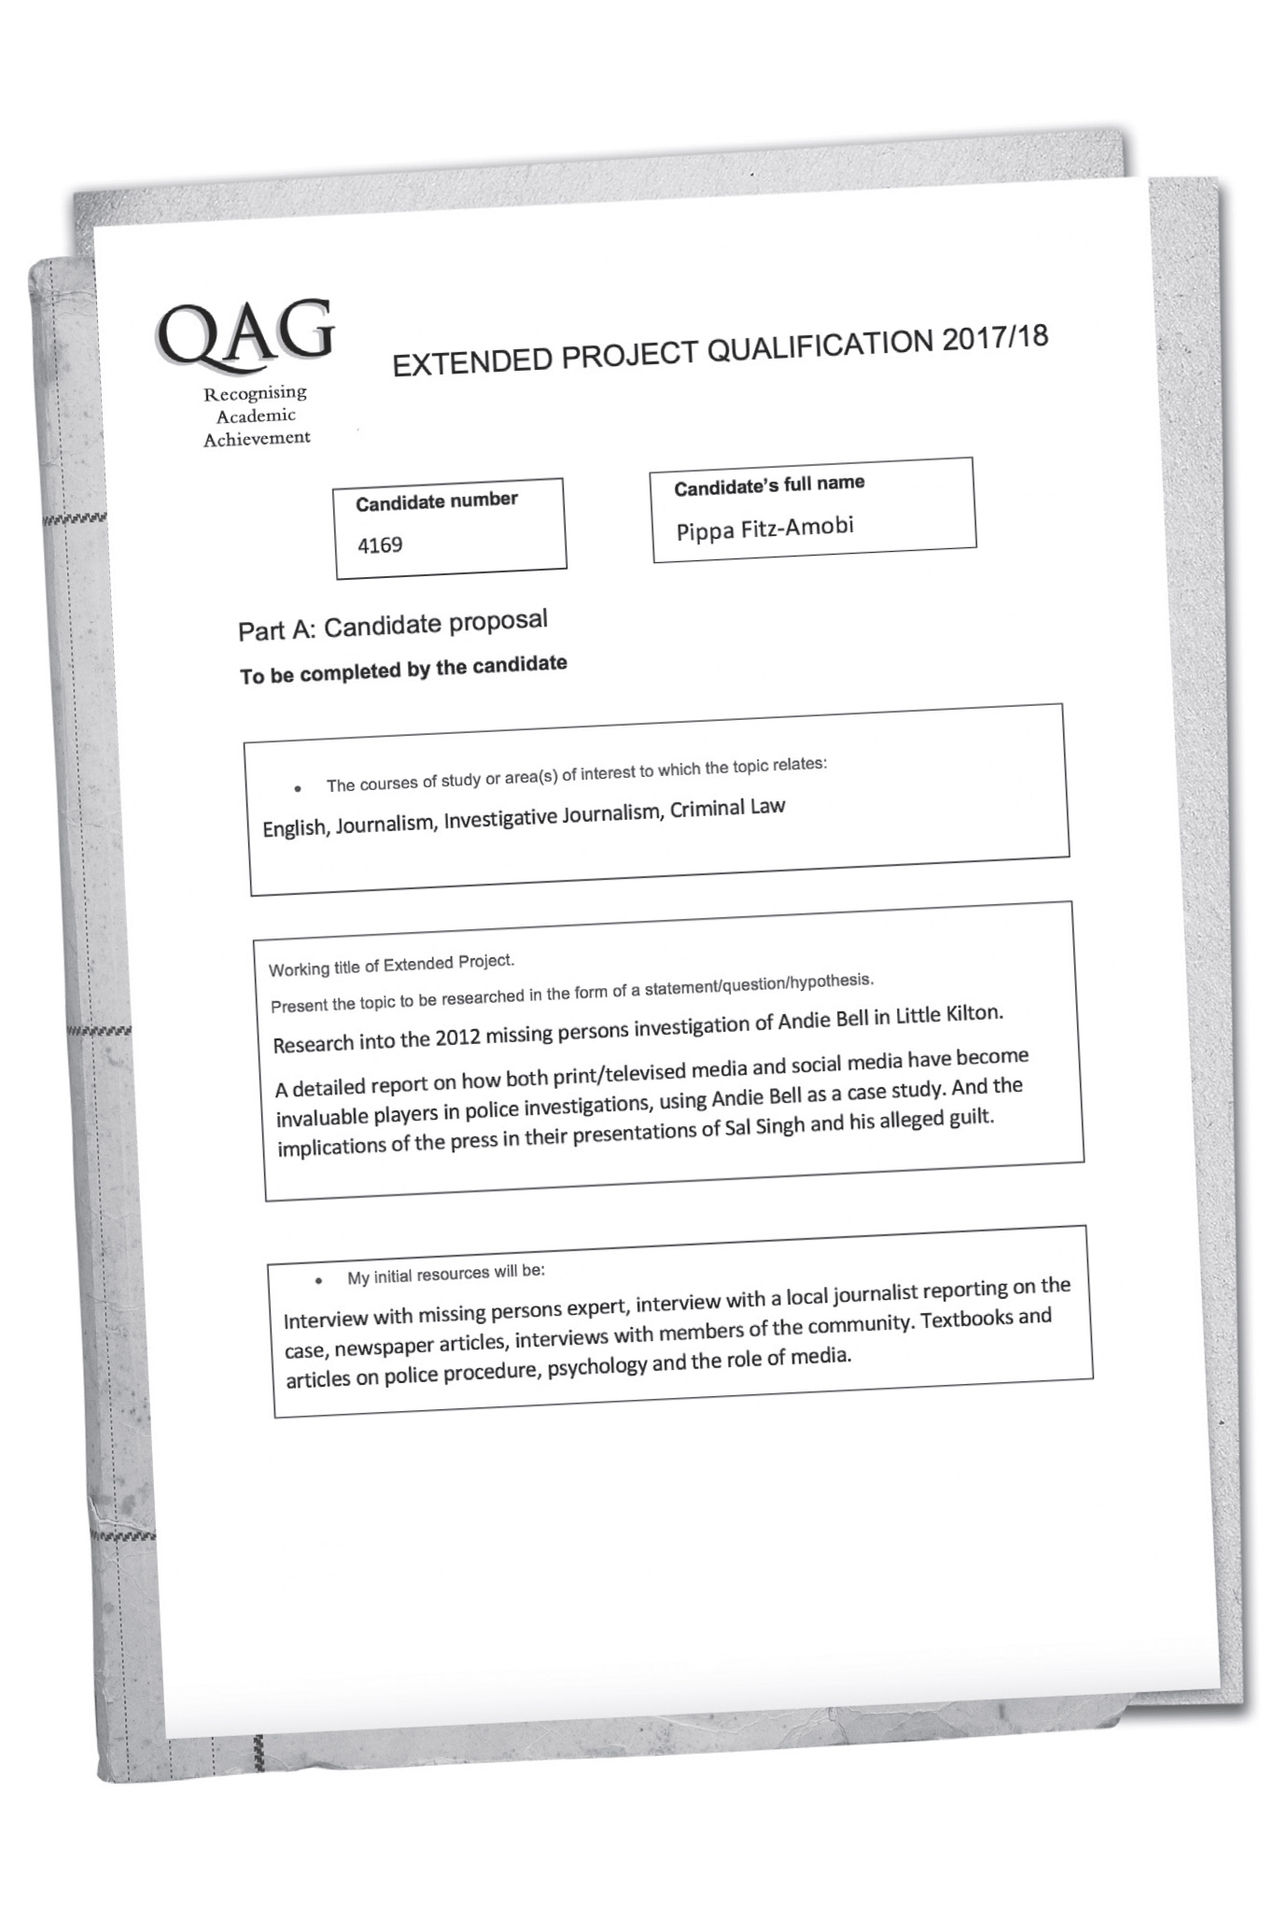 QAG
Recognising
Academic
Achievement
EXTENDED PROJECT QUALIFICATION 2017/18
Candidate number
4169
Candidate's full name
Pippa Fitz-Amobi
Part A: Candidate proposal
To be completed by the candidate
• The courses of study or area(s) of interest to which the topic relates:
English, Journalism, Investigative Journalism, Criminal Law
Working title of Extended Project.
Present the topic to be researched in the form of a statement/question/hypothesis.
Research into the 2012 missing persons investigation of Andie Bell in Little Kilton.
A detailed report on how both print/televised media and social media have become
invaluable players in police investigations, using Andie Bell as a case study. And the
implications of the press in their presentations of Sal Singh and his alleged guilt.
• My initial resources will be:
Interview with missing persons expert, interview with a local journalist reporting on the
case, newspaper articles, interviews with members of the community. Textbooks and
articles on police procedure, psychology and the role of media.